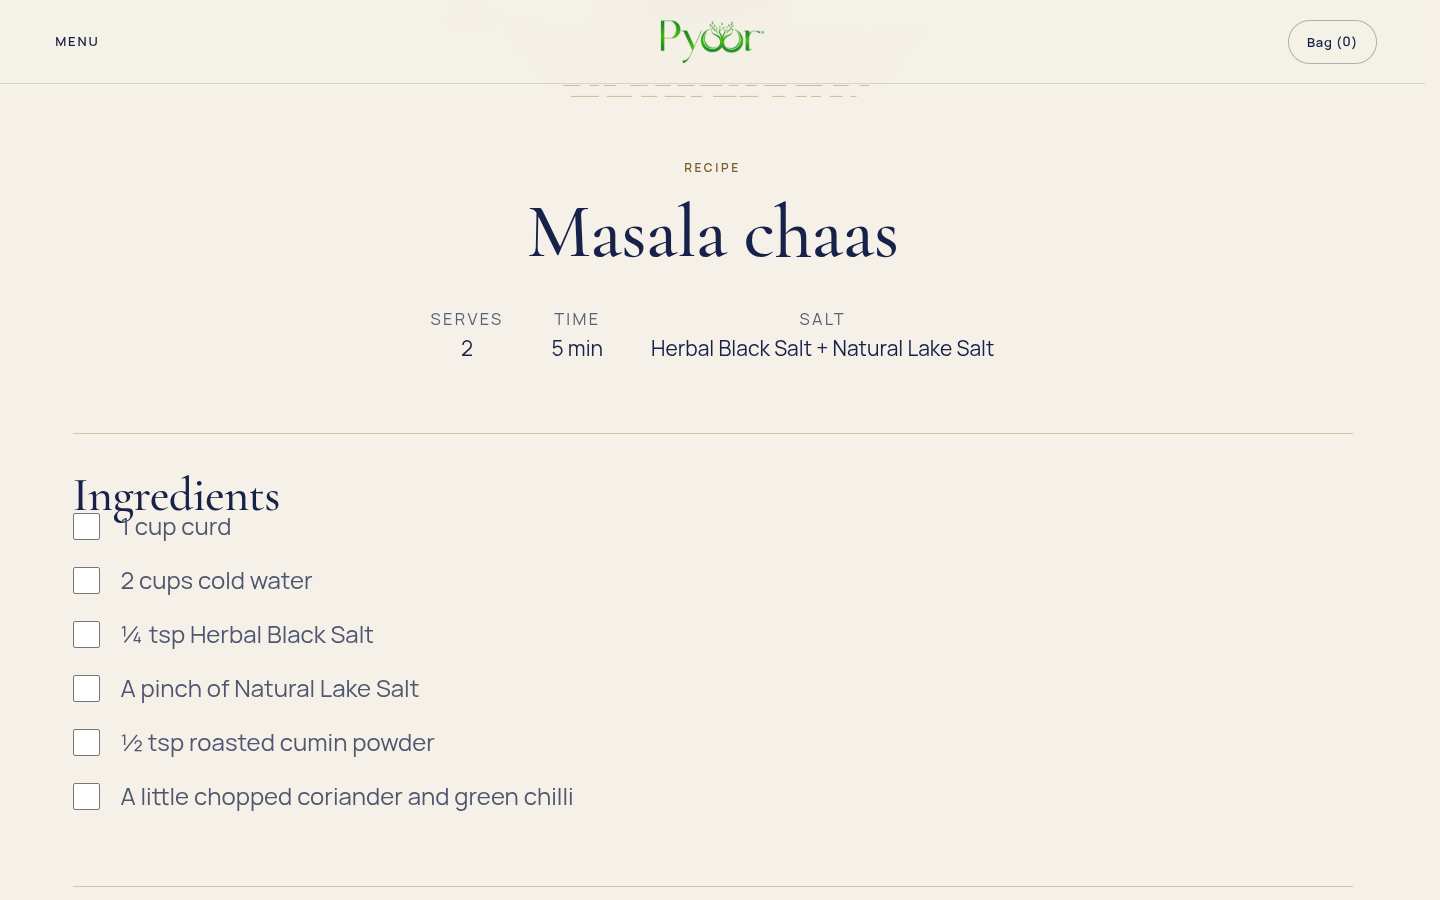 MENU
Pyoor
Bag (0)
RECIPE
Masala chaas
SERVES
2
TIME
5 min
SALT
Herbal Black Salt + Natural Lake Salt
Ingredients
1 cup curd
2 cups cold water
¼ tsp Herbal Black Salt
A pinch of Natural Lake Salt
½ tsp roasted cumin powder
A little chopped coriander and green chilli